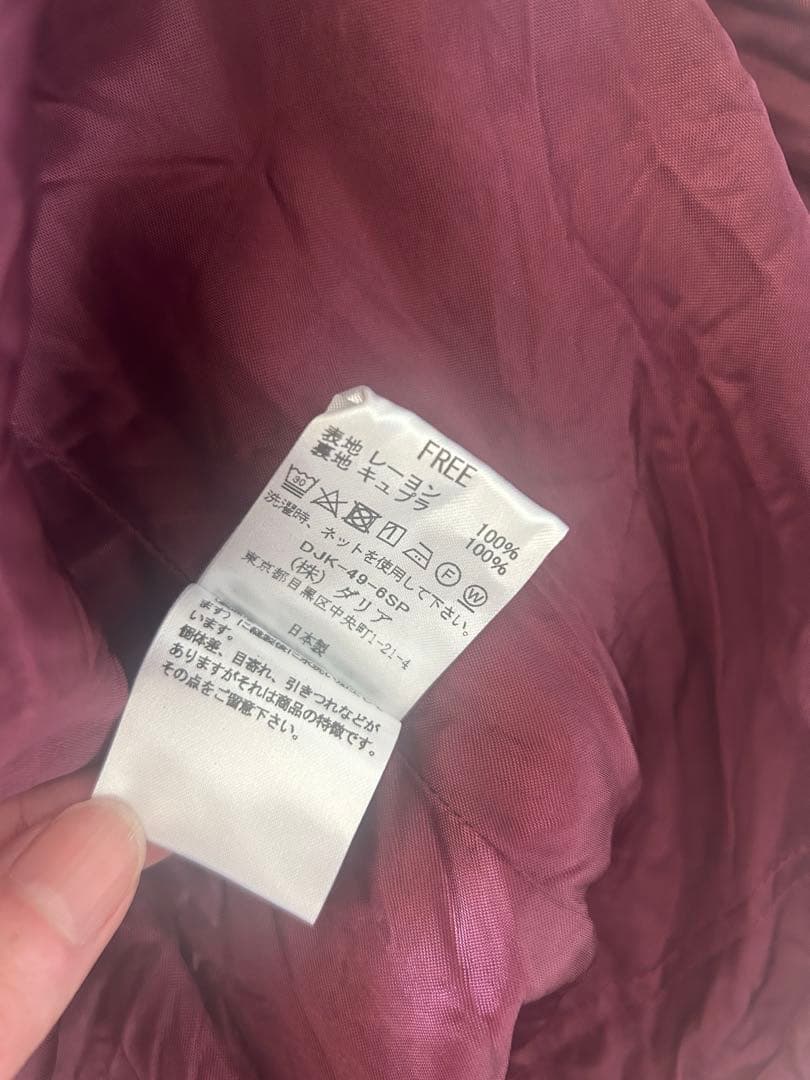 FREE
表地 レーヨン 100%
裏地 キュプラ 100%
30
F W
洗濯時、ネットを使用して下さい。
DJK-49-6SP
(株) ダリア
東京都目黒区中央町1-21-4
日本製
います。
個体差、目寄れ、引きつれなどが
ありますがそれは商品の特徴です。
その点をご留意下さい。